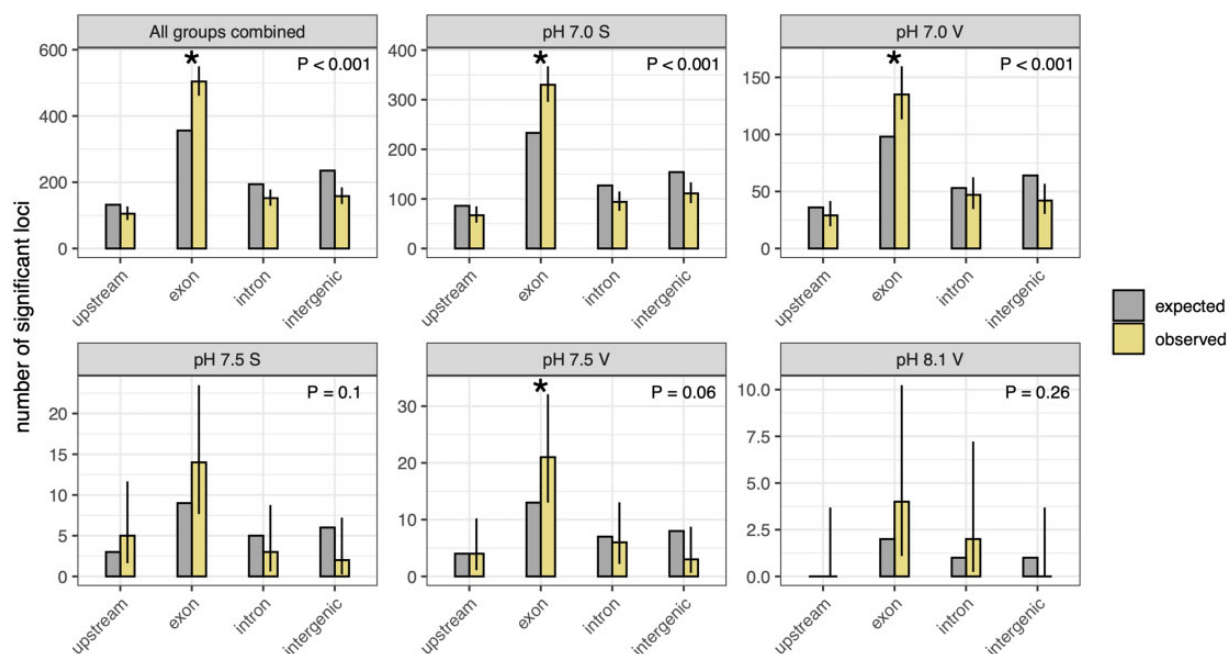 All groups combined
pH 7.0 S
pH 7.0 V
600
400
200
0
*
P < 0.001
upstream
exon
intron
intergenic
400
300
200
100
0
*
P < 0.001
upstream
exon
intron
intergenic
150
100
50
0
*
P < 0.001
upstream
exon
intron
intergenic
number of significant loci
expected
observed
pH 7.5 S
pH 7.5 V
pH 8.1 V
20
15
10
5
0
P = 0.1
upstream
exon
intron
intergenic
30
20
10
0
*
P = 0.06
upstream
exon
intron
intergenic
10.0
7.5
5.0
2.5
0.0
P = 0.26
upstream
exon
intron
intergenic